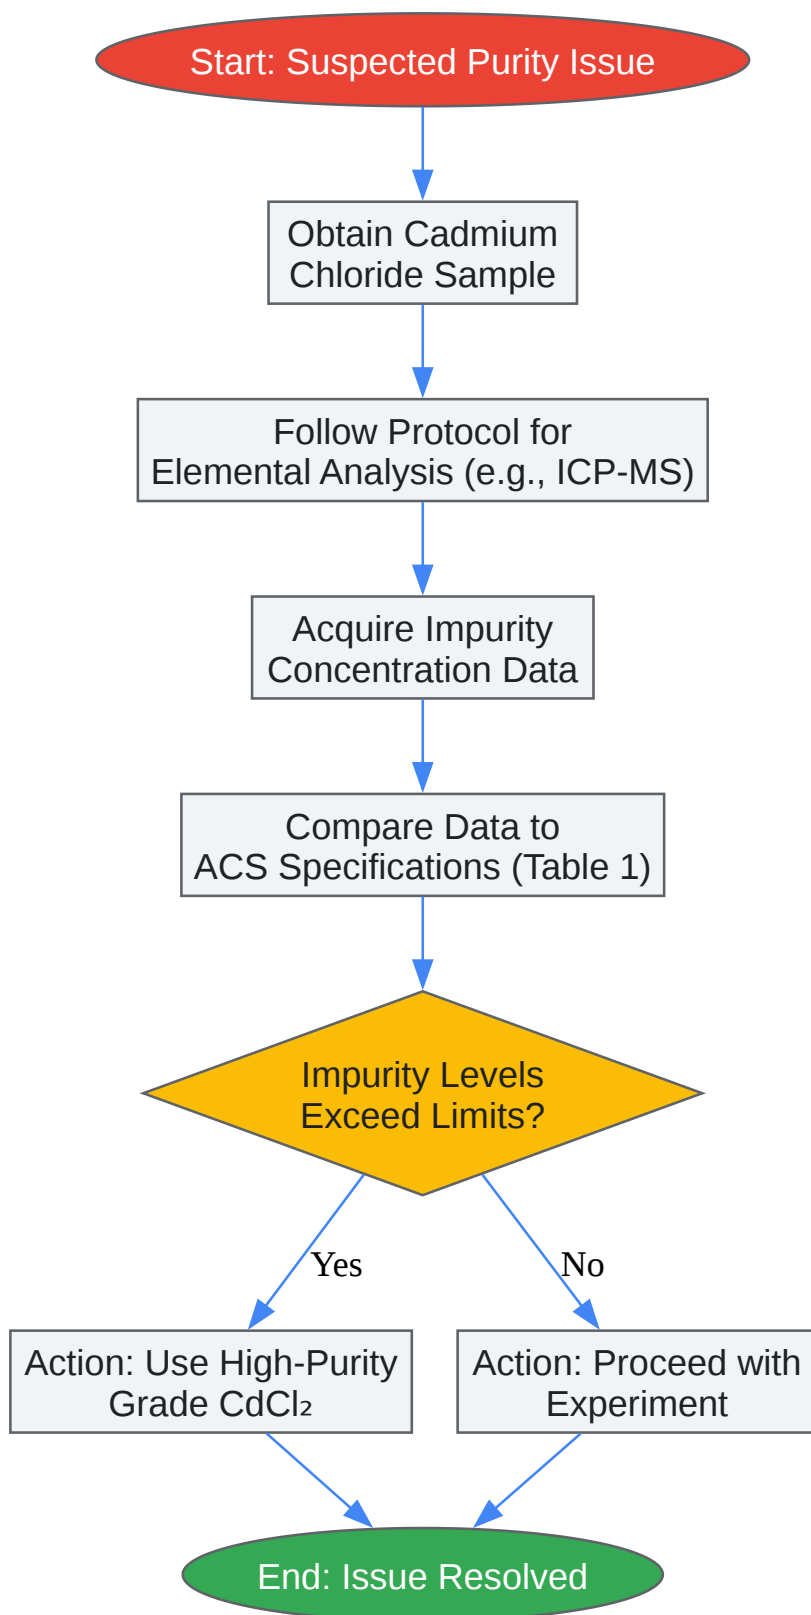 Start: Suspected Purity Issue
Obtain Cadmium
Chloride Sample
Follow Protocol for
Elemental Analysis (e.g., ICP-MS)
Acquire Impurity
Concentration Data
Compare Data to
ACS Specifications (Table 1)
Impurity Levels
Exceed Limits?
Yes
No
Action: Use High-Purity
Grade CdCl₂
Action: Proceed with
Experiment
End: Issue Resolved